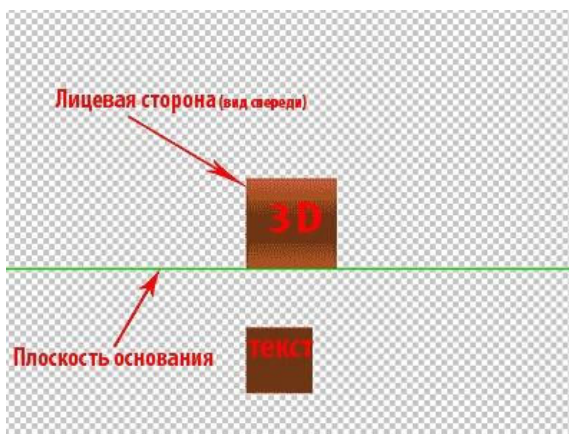 Лицевая сторона (вид спереди)
3D
текст
Плоскость основания